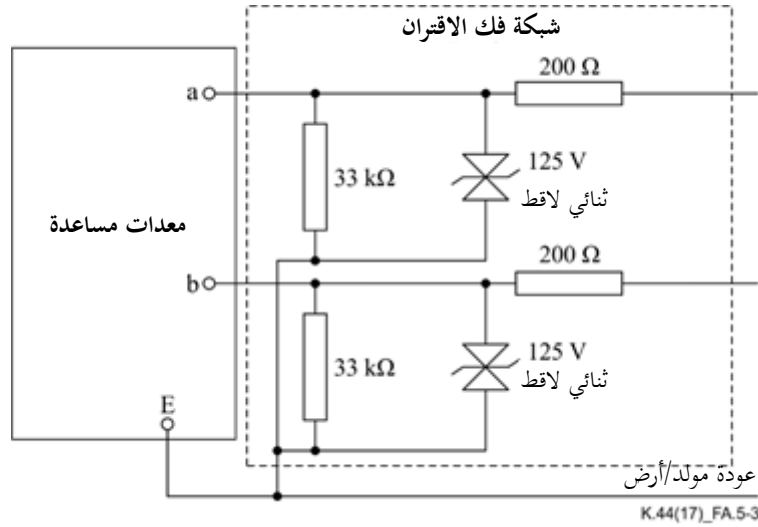 شبكة فك الاقتران
200 Ω
a
125 V
33 kΩ
ثنائي لاقط
معدات مساعدة
200 Ω
b
125 V
33 kΩ
ثنائي لاقط
E
عودة مولد/أرض
K.44(17)_FA.5-3